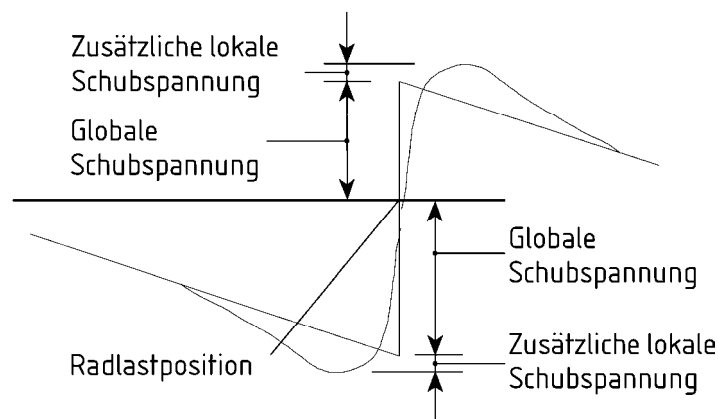 Zusätzliche lokale
Schubspannung
Globale
Schubspannung
Globale
Schubspannung
Radlastposition
Zusätzliche lokale
Schubspannung